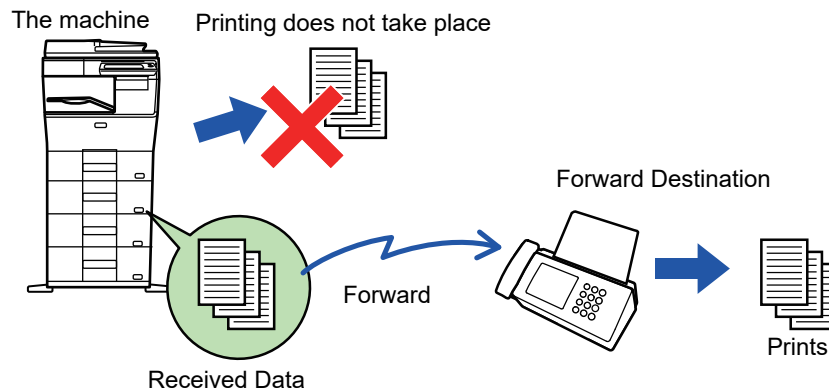 The machine
Printing does not take place
Forward Destination
Forward
Prints
Received Data